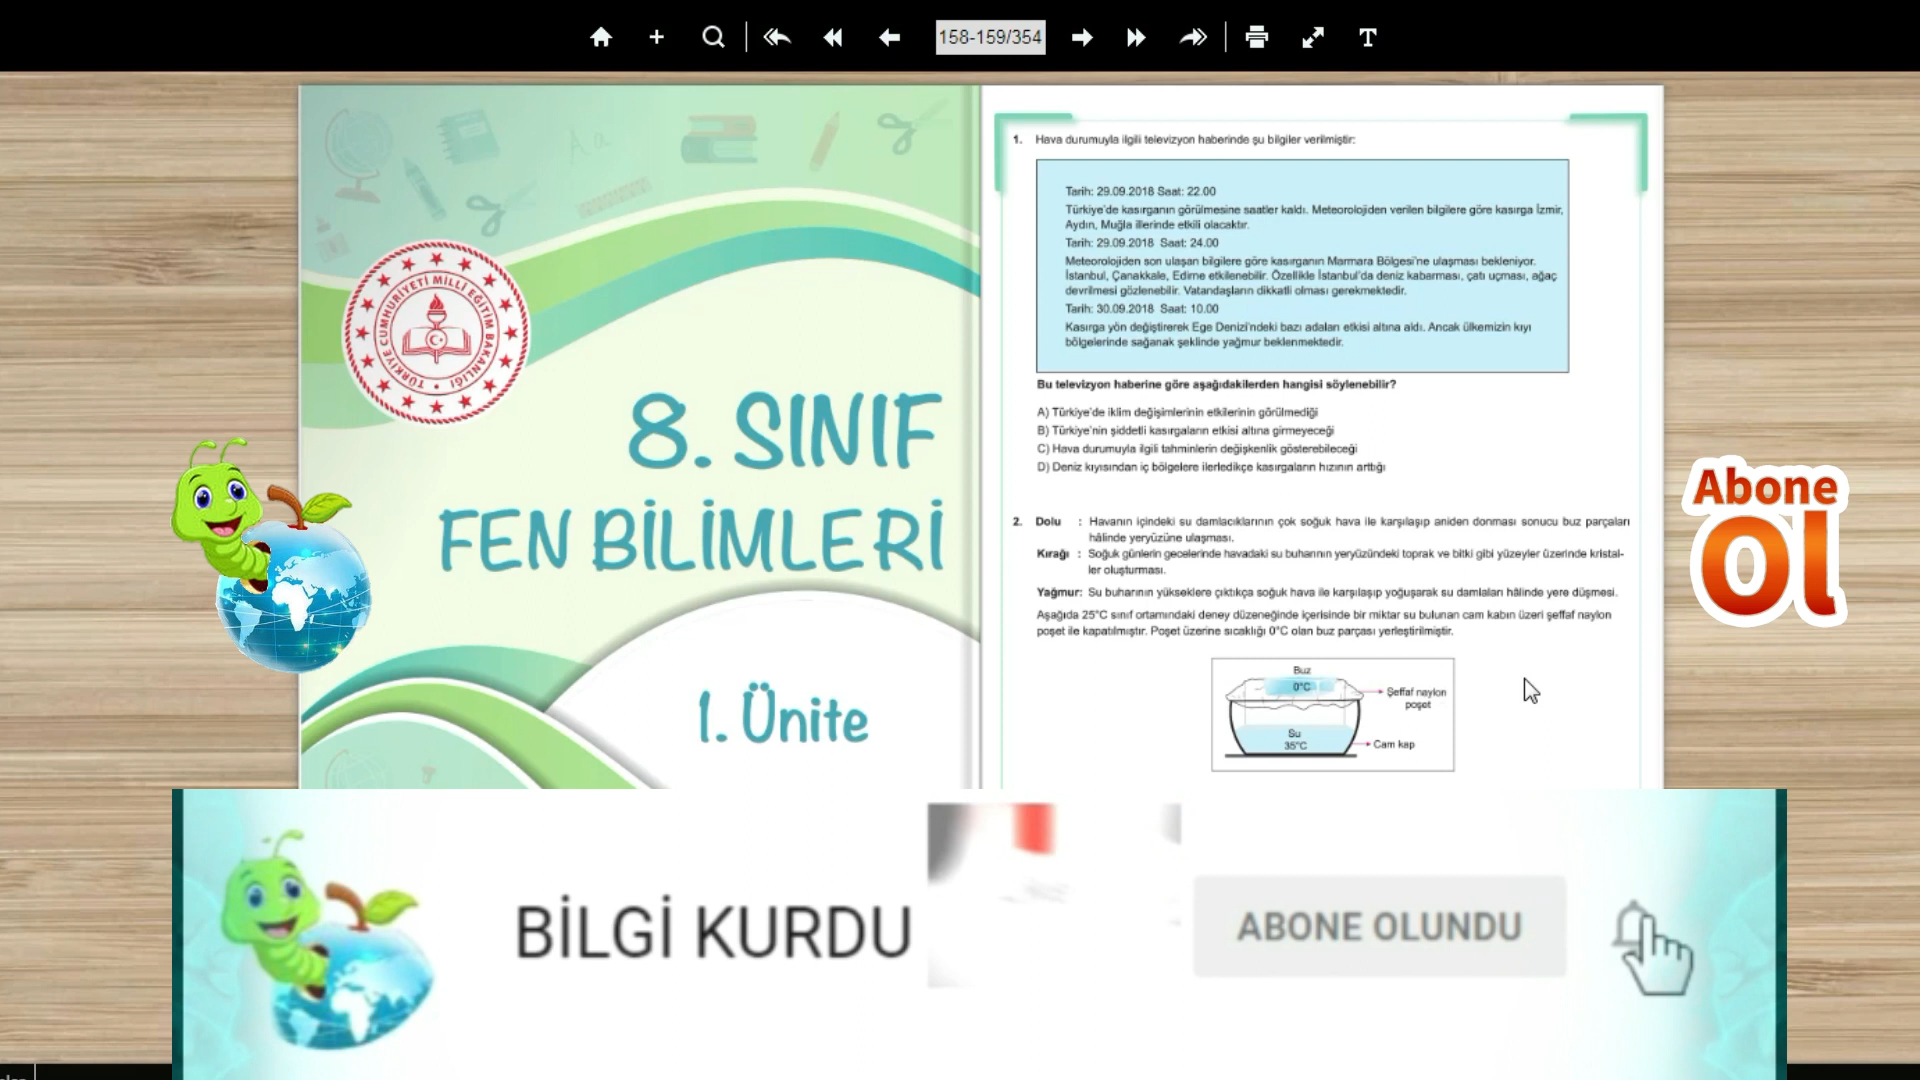 158-159/354
TÜRKİYE CUMHURİYETİ MİLLİ EĞİTİM BAKANLIĞI
8. SINIF
FEN BİLİMLERİ
1. Ünite
1. Hava durumuyla ilgili televizyon haberinde şu bilgiler verilmiştir:
Tarih: 29.09.2018 Saat: 22.00
Türkiye'de kasırganın görülmesine saatler kaldı. Meteorolojiden verilen bilgilere göre kasırga İzmir,
Aydın, Muğla illerinde etkili olacaktır.
Tarih: 29.09.2018 Saat: 24.00
Meteorolojiden son ulaşan bilgilere göre kasırganın Marmara Bölgesi'ne ulaşması bekleniyor.
İstanbul, Çanakkale, Edirne etkilenebilir. Özellikle İstanbul'da deniz kabarması, çatı uçması, ağaç
devrilmesi gözlenebilir. Vatandaşların dikkatli olması gerekmektedir.
Tarih: 30.09.2018 Saat: 10.00
Kasırga yön değiştirerek Ege Denizi'ndeki bazı adaları etkisi altına aldı. Ancak ülkemizin kıyı
bölgelerinde sağanak şeklinde yağmur beklenmektedir.
Bu televizyon haberine göre aşağıdakilerden hangisi söylenebilir?
A) Türkiye'de iklim değişimlerinin etkilerinin görülmediği
B) Türkiye'nin şiddetli kasırgaların etkisi altına girmeyeceği
C) Hava durumuyla ilgili tahminlerin değişkenlik gösterebileceği
D) Deniz kıyısından iç bölgelere ilerledikçe kasırgaların hızının arttığı
2. Dolu : Havanın içindeki su damlacıklarının çok soğuk hava ile karşılaşıp aniden donması sonucu buz parçaları
hâlinde yeryüzüne ulaşması.
Kırağı : Soğuk günlerin gecelerinde havadaki su buharının yeryüzündeki toprak ve bitki gibi yüzeyler üzerinde kristal-
ler oluşturması.
Yağmur: Su buharının yükseklere çıktıkça soğuk hava ile karşılaşıp yoğuşarak su damlaları hâlinde yere düşmesi.
Aşağıda 25°C sınıf ortamındaki deney düzeneğinde içerisinde bir miktar su bulunan cam kabın üzeri şeffaf naylon
poşet ile kapatılmıştır. Poşet üzerine sıcaklığı 0°C olan buz parçası yerleştirilmiştir.
Buz
0°C
Şeffaf naylon
poşet
Su
35°C
Cam kap
Abone
Ol
BİLGİ KURDU
ABONE OLUNDU